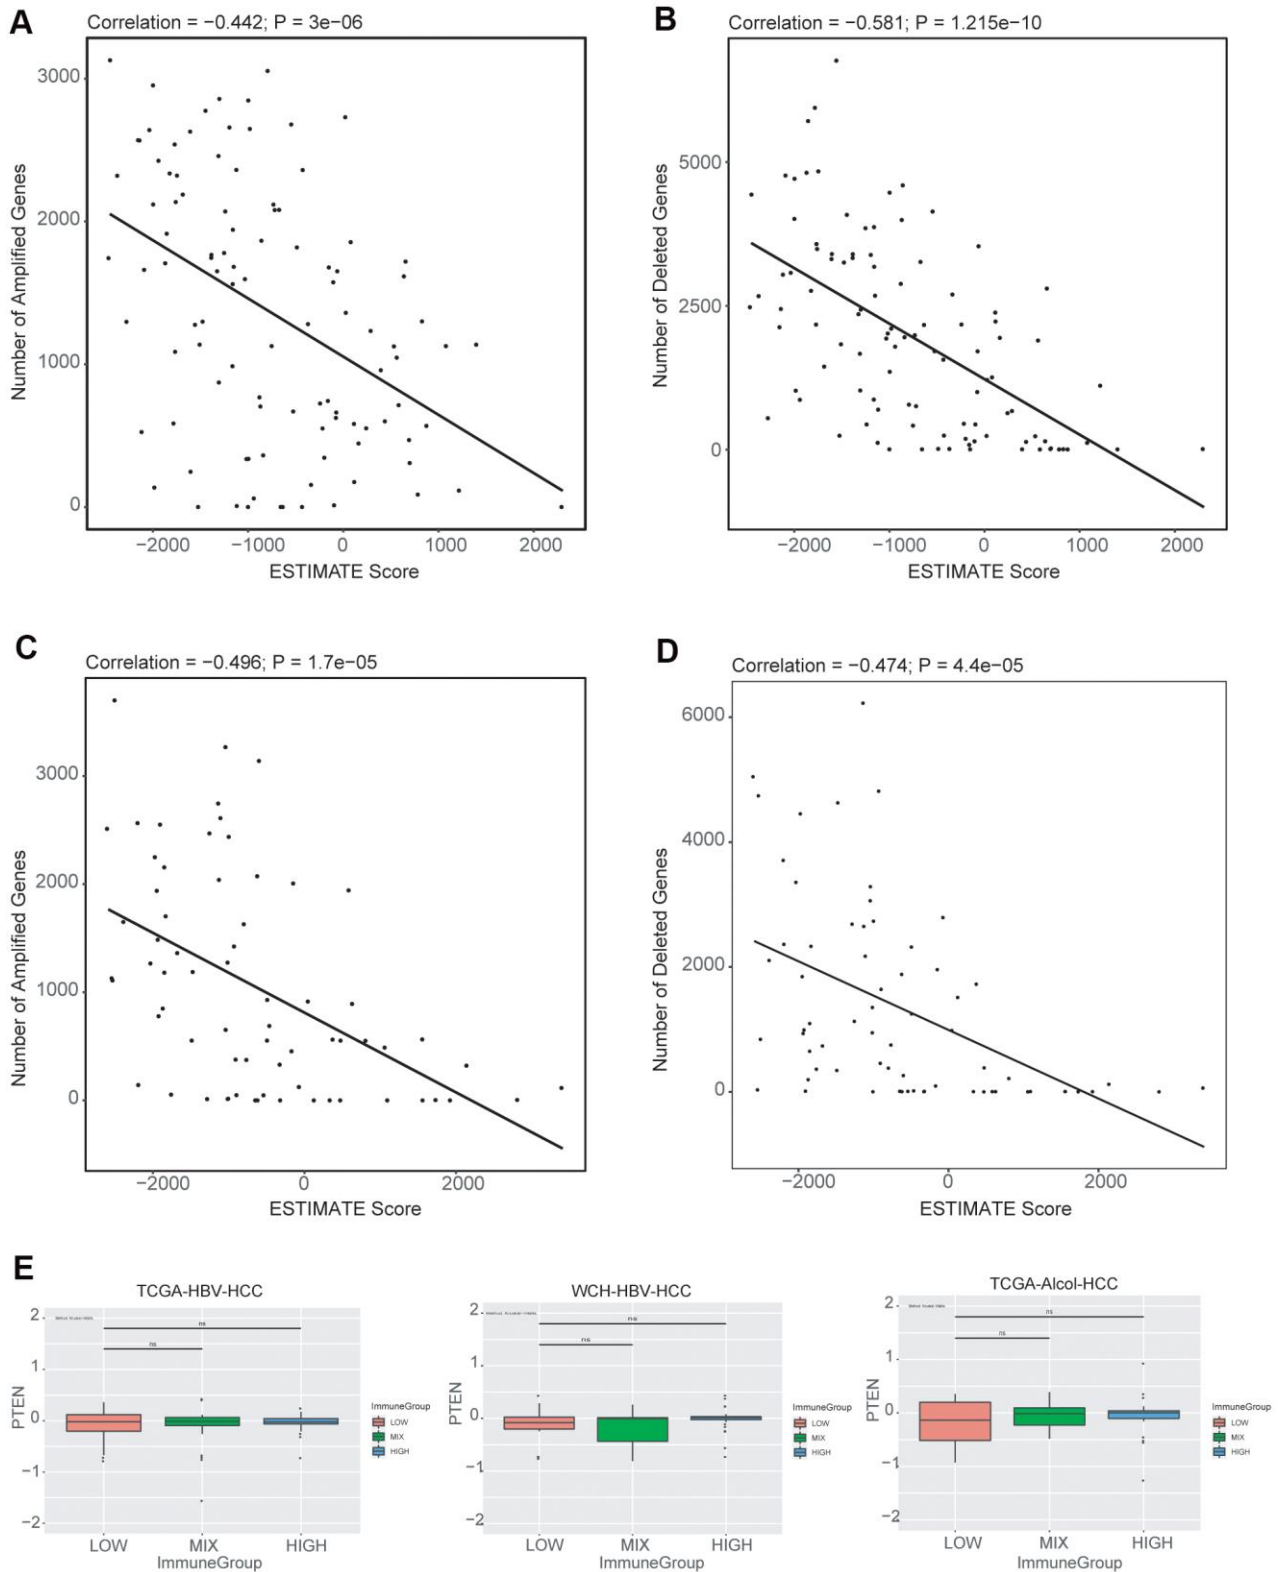 A
Correlation = −0.442; P = 3e−06
Number of Amplified Genes
3000
2000
1000
0
−2000 −1000 0 1000 2000
ESTIMATE Score
B
Correlation = −0.581; P = 1.215e−10
Number of Deleted Genes
5000
2500
0
−2000 −1000 0 1000 2000
ESTIMATE Score
C
Correlation = −0.496; P = 1.7e−05
Number of Amplified Genes
3000
2000
1000
0
−2000 0 2000
ESTIMATE Score
D
Correlation = −0.474; P = 4.4e−05
Number of Deleted Genes
6000
4000
2000
0
−2000 0 2000
ESTIMATE Score
E
TCGA-HBV-HCC
PTEN
2
1
0
−1
−2
ns
ns
LOW MIX HIGH
ImmuneGroup
ImmuneGroup
LOW
MIX
HIGH
WCH-HBV-HCC
PTEN
2
1
0
−1
−2
ns
ns
LOW MIX HIGH
ImmuneGroup
ImmuneGroup
LOW
MIX
HIGH
TCGA-Alcol-HCC
PTEN
2
1
0
−1
−2
ns
ns
LOW MIX HIGH
ImmuneGroup
ImmuneGroup
LOW
MIX
HIGH